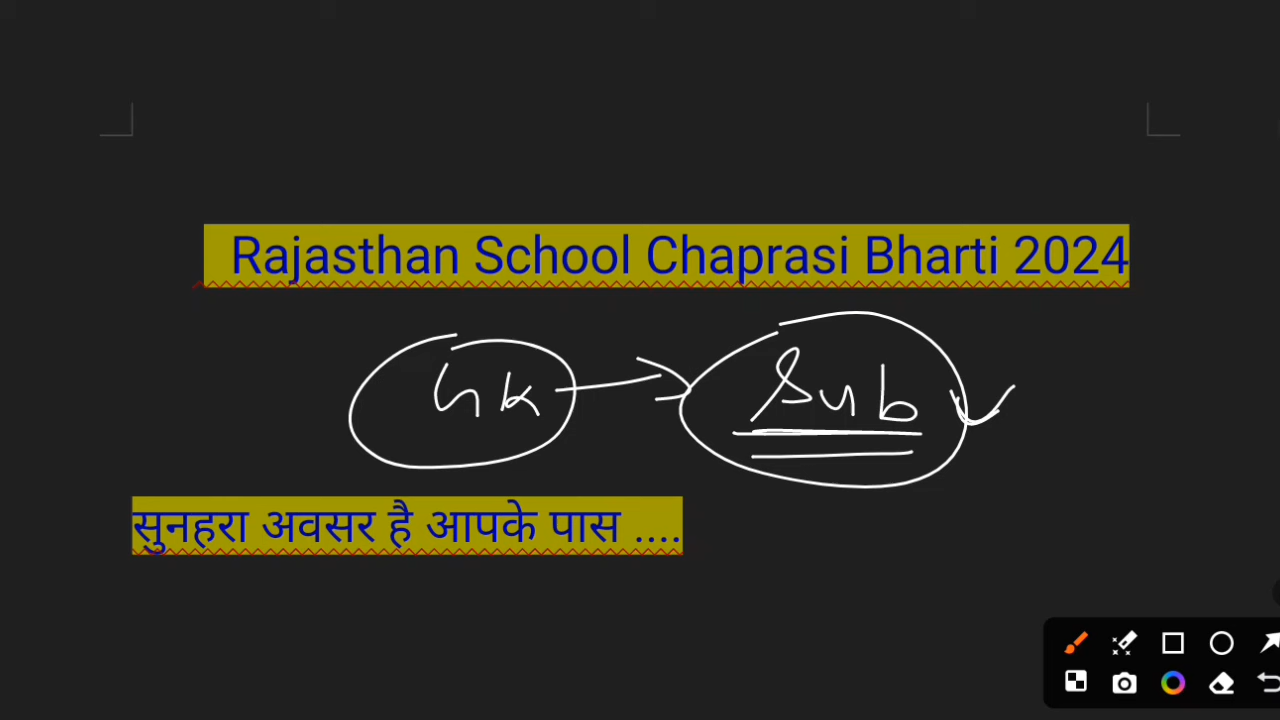 Rajasthan School Chaprasi Bharti 2024
Gk Sub
सुनहरा अवसर है आपके पास ....